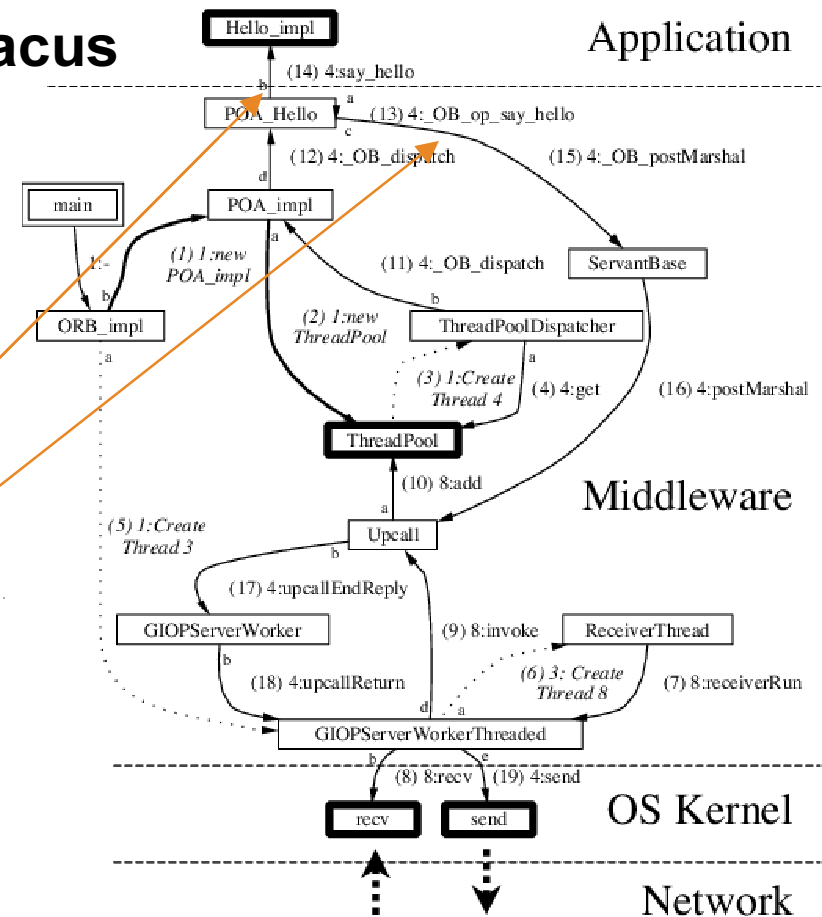 acus
Hello_impl
Application
(14) 4:say_hello
b
a
POA_Hello
(13) 4:_OB_op_say_hello
c
(12) 4:_OB_dispatch
(15) 4:_OB_postMarshal
d
main
POA_impl
a
(1) 1:new
POA_impl
1:-
(11) 4:_OB_dispatch
ServantBase
b
b
ORB_impl
(2) 1:new
ThreadPool
ThreadPoolDispatcher
a
a
(3) 1:Create
Thread 4
(4) 4:get
(16) 4:postMarshal
ThreadPool
(10) 8:add
Middleware
a
(5) 1:Create
Thread 3
Upcall
b
(17) 4:upcallEndReply
GIOPServerWorker
(9) 8:invoke
ReceiverThread
b
(18) 4:upcallReturn
(6) 3: Create
Thread 8
(7) 8:receiverRun
d
a
GIOPServerWorkerThreaded
b
(8) 8:recv
(19) 4:send
OS Kernel
recv
send
Network